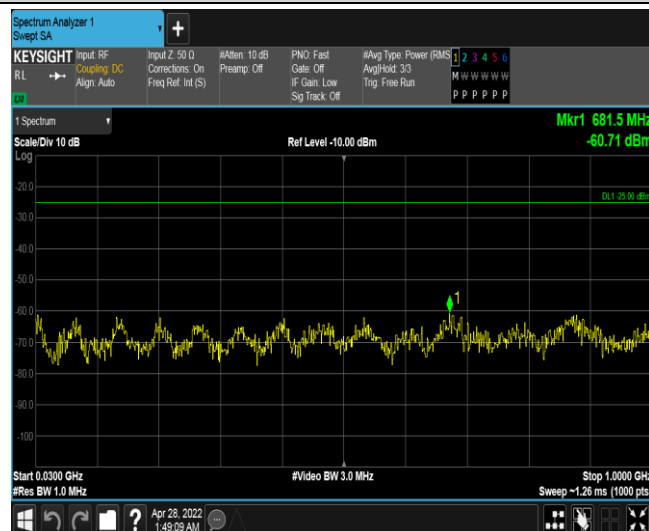 Spectrum Analyzer 1
Swept SA
+
KEYSIGHT
RL
Input: RF
Coupling: DC
Align: Auto
Input Z: 50 Ω
Corrections: On
Freq Ref: Int (S)
#Atten: 10 dB
Preamp: Off
PNO: Fast
Gate: Off
IF Gain: Low
Sig Track: Off
#Avg Type: Power (RMS
Avg|Hold: 3/3
Trig: Free Run
1 2 3 4 5 6
M W W W W W
P P P P P P
1 Spectrum
Scale/Div 10 dB
Log
Ref Level -10.00 dBm
Mkr1 681.5 MHz
-60.71 dBm
-20.0
DL1 -25.00 dBm
-30.0
-40.0
-50.0
1
-60.0
-70.0
-80.0
-90.0
-100
Start 0.0300 GHz
#Res BW 1.0 MHz
#Video BW 3.0 MHz
Stop 1.0000 GHz
Sweep ~1.26 ms (1000 pts
?
Apr 28, 2022
1:49:09 AM